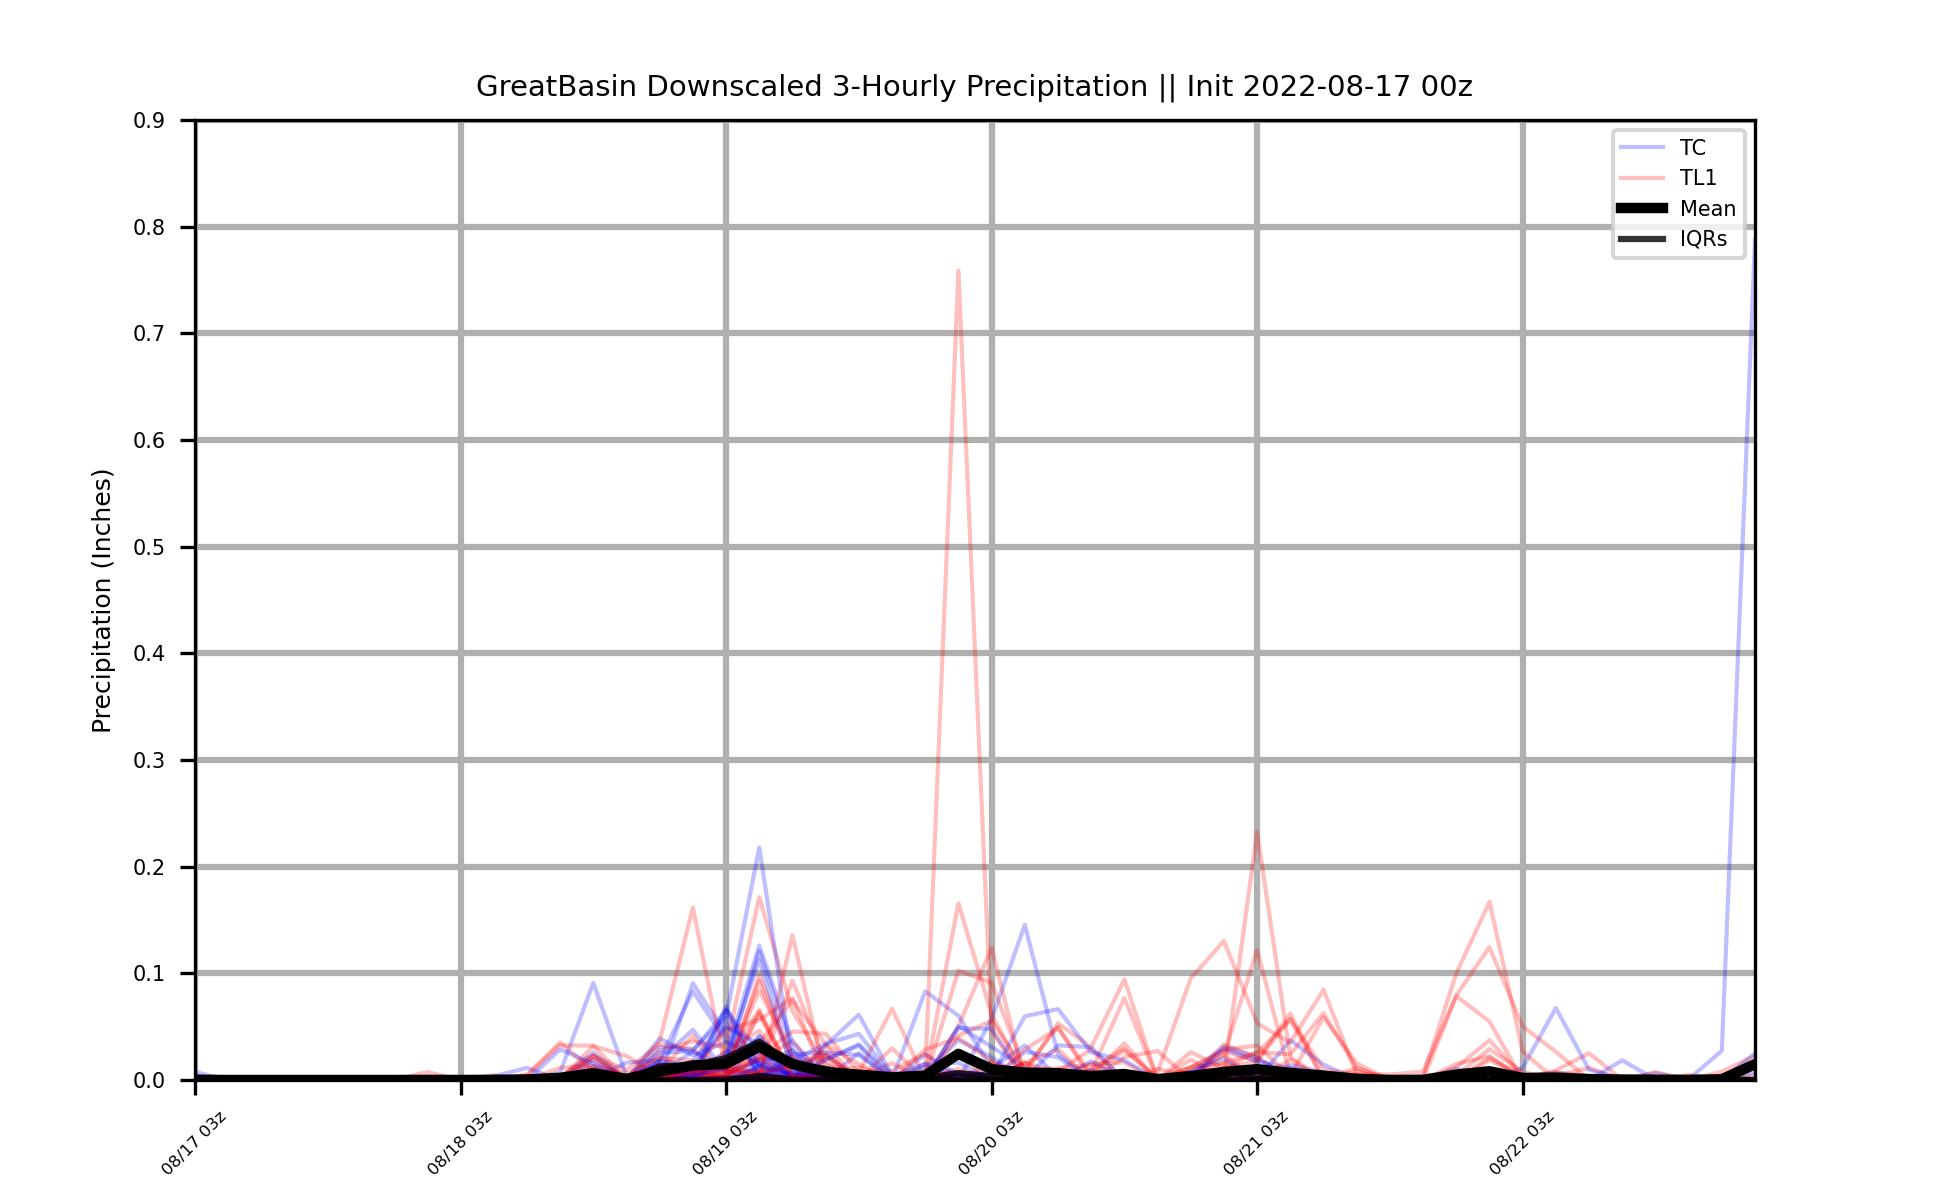 GreatBasin Downscaled 3-Hourly Precipitation || Init 2022-08-17 00z
0.9
0.8
0.7
0.6
0.5
0.4
0.3
0.2
0.1
0.0
Precipitation (Inches)
TC
TL1
Mean
IQRs
08/17 03z
08/18 03z
08/19 03z
08/20 03z
08/21 03z
08/22 03z